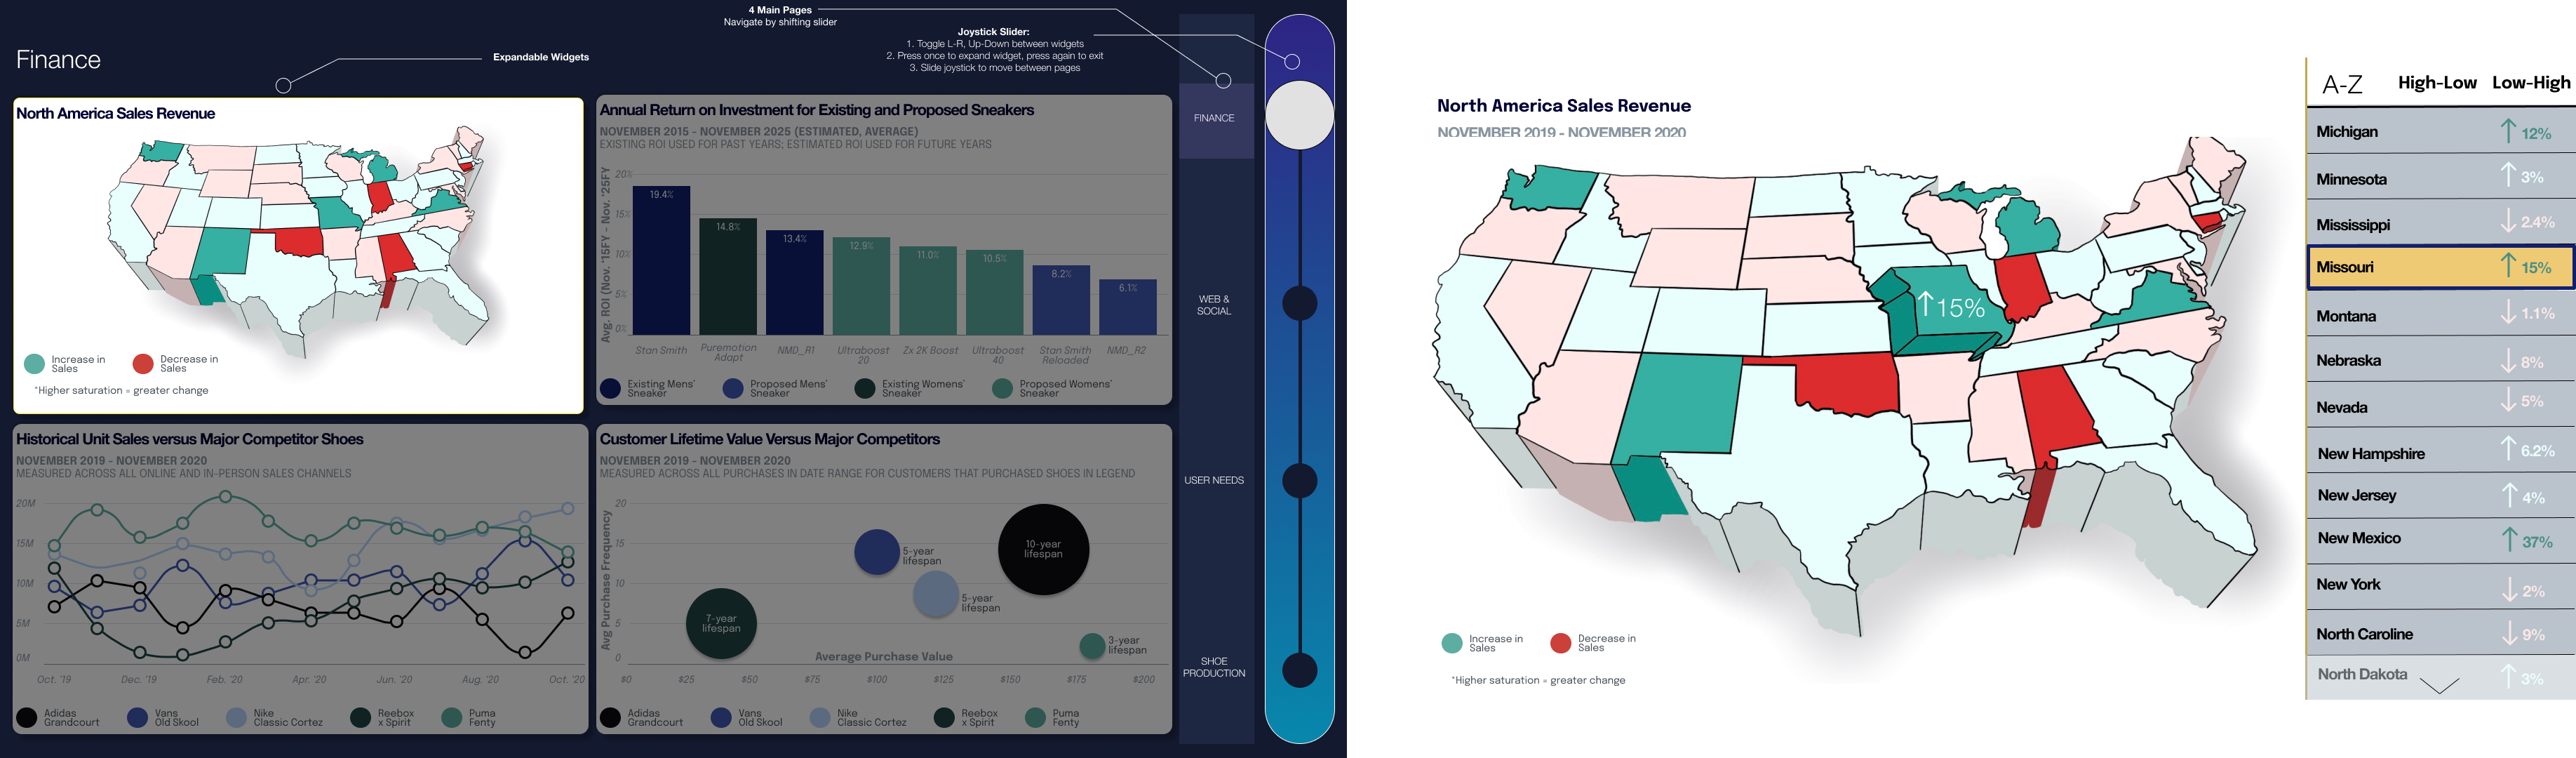 4 Main Pages
Navigate by shifting slider
Joystick Slider:
1. Toggle L-R, Up-Down between widgets
2. Press once to expand widget, press again to exit
3. Slide joystick to move between pages
Finance
Expandable Widgets
North America Sales Revenue
Increase in
Sales
Decrease in
Sales
*Higher saturation = greater change
Annual Return on Investment for Existing and Proposed Sneakers
NOVEMBER 2015 - NOVEMBER 2025 (ESTIMATED, AVERAGE)
EXISTING ROI USED FOR PAST YEARS; ESTIMATED ROI USED FOR FUTURE YEARS
Avg. ROI (Nov. '15FY - Nov. '25FY
20%
15%
10%
5%
0%
19.4%
14.8%
13.4%
12.9%
11.0%
10.5%
8.2%
6.1%
Stan Smith
Puremotion
Adapt
NMD_R1
Ultraboost
20
Zx 2K Boost
Ultraboost
40
Stan Smith
Reloaded
NMD_R2
Existing Mens'
Sneaker
Proposed Mens'
Sneaker
Existing Womens'
Sneaker
Proposed Womens'
Sneaker
Historical Unit Sales versus Major Competitor Shoes
NOVEMBER 2019 - NOVEMBER 2020
MEASURED ACROSS ALL ONLINE AND IN-PERSON SALES CHANNELS
20M
15M
10M
5M
0M
Oct. '19
Dec. '19
Feb. '20
Apr. '20
Jun. '20
Aug. '20
Oct. '20
Adidas
Grandcourt
Vans
Old Skool
Nike
Classic Cortez
Reebox
x Spirit
Puma
Fenty
Customer Lifetime Value Versus Major Competitors
NOVEMBER 2019 - NOVEMBER 2020
MEASURED ACROSS ALL PURCHASES IN DATE RANGE FOR CUSTOMERS THAT PURCHASED SHOES IN LEGEND
Avg Purchase Frequency
20
15
10
5
0
7-year
lifespan
5-year
lifespan
5-year
lifespan
10-year
lifespan
3-year
lifespan
Average Purchase Value
$0
$25
$50
$75
$100
$125
$150
$175
$200
Adidas
Grandcourt
Vans
Old Skool
Nike
Classic Cortez
Reebox
x Spirit
Puma
Fenty
FINANCE
WEB &
SOCIAL
USER NEEDS
SHOE
PRODUCTION
North America Sales Revenue
NOVEMBER 2019 - NOVEMBER 2020
↑15%
Increase in
Sales
Decrease in
Sales
*Higher saturation = greater change
A-Z High-Low Low-High
Michigan ↑ 12%
Minnesota ↑ 3%
Mississippi ↓ 2.4%
Missouri ↑ 15%
Montana ↓ 1.1%
Nebraska ↓ 8%
Nevada ↓ 5%
New Hampshire ↑ 6.2%
New Jersey ↑ 4%
New Mexico ↑ 37%
New York ↓ 2%
North Caroline ↓ 9%
North Dakota ↑ 3%